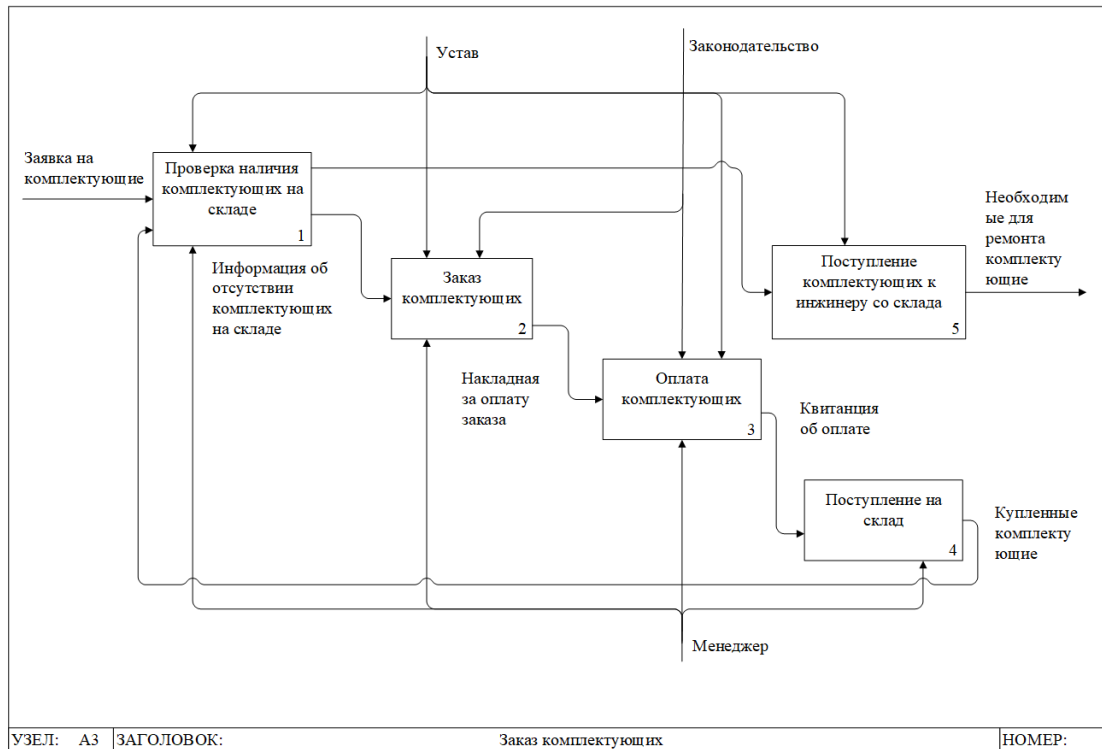 Устав
Законодательство
Заявка на
комплектующие
Проверка наличия
комплектующих на
складе
1
Информация об
отсутствии
комплектующих
на складе
Заказ
комплектующих
2
Необходим
ые для
ремонта
комплекту
ющие
Поступление
комплектующих к
инжинеру со склада
5
Накладная
за оплату
заказа
Оплата
комплектующих
3
Квитанция
об оплате
Поступление на
склад
4
Купленные
комплекту
ющие
Менеджер
УЗЕЛ: А3 ЗАГОЛОВОК: Заказ комплектующих НОМЕР: